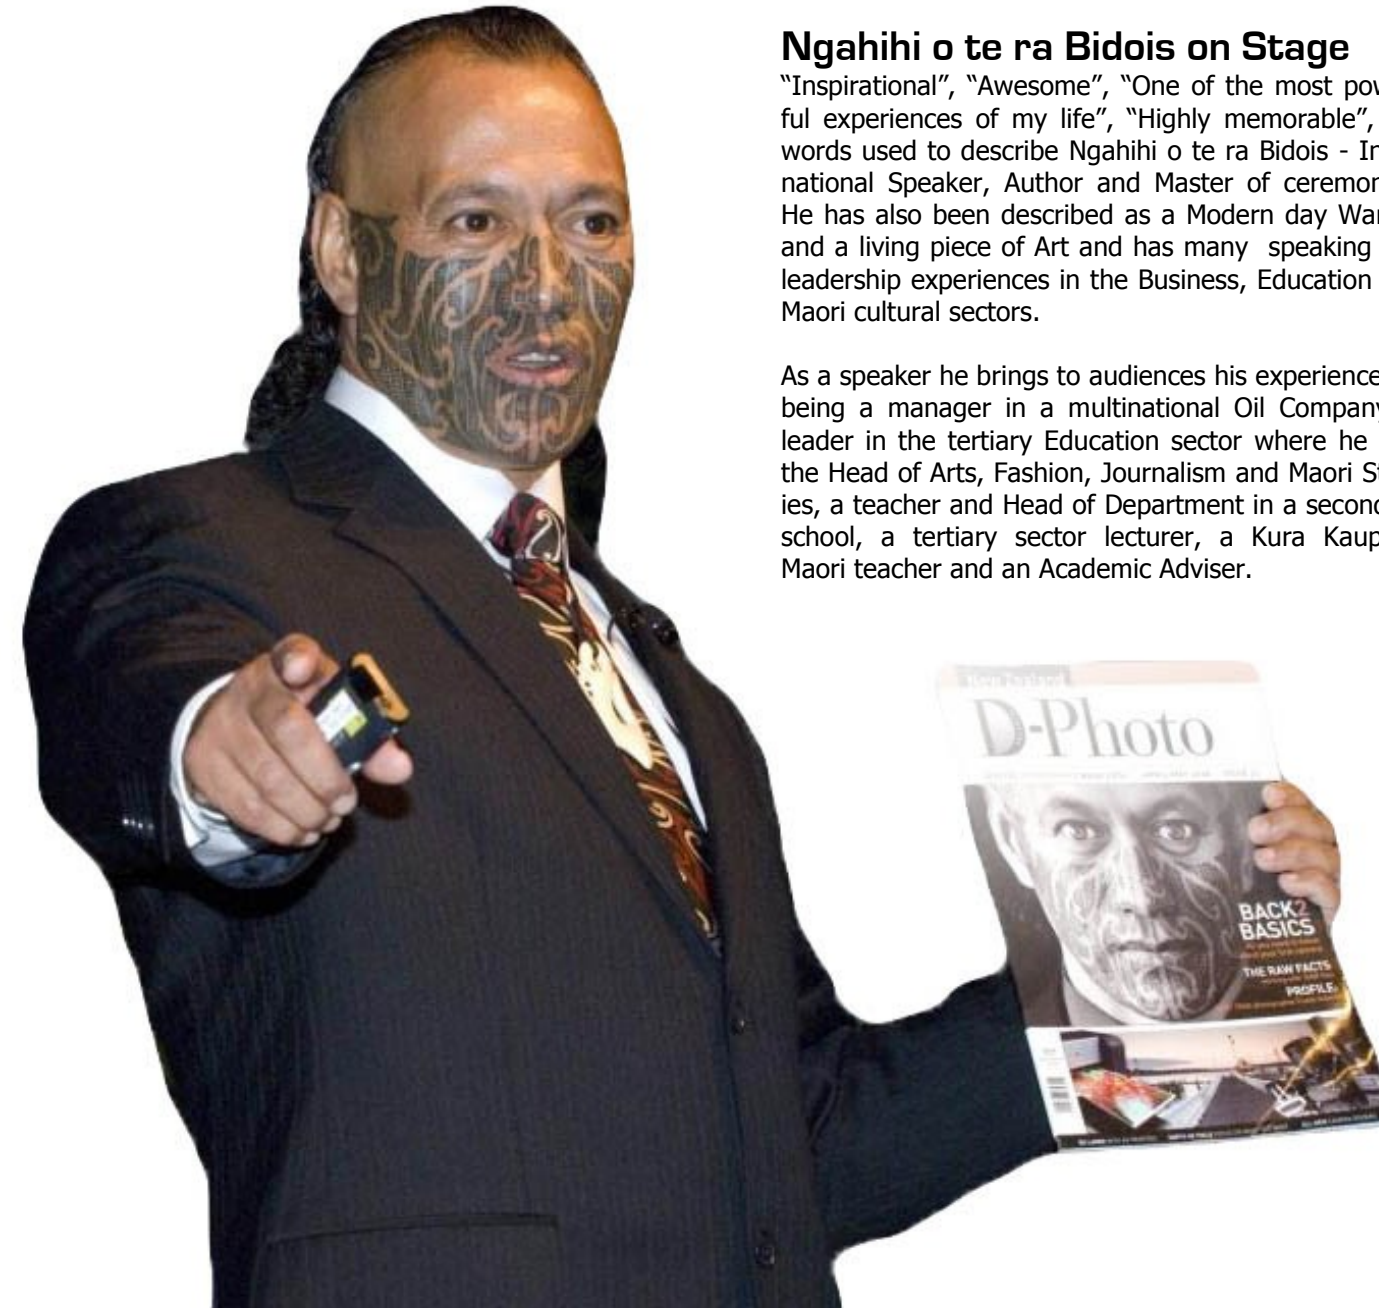 Ngahihi o te ra Bidois on Stage
“Inspirational”, “Awesome”, “One of the most pow
ful experiences of my life”, “Highly memorable”,
words used to describe Ngahihi o te ra Bidois - In
national Speaker, Author and Master of ceremon
He has also been described as a Modern day War
and a living piece of Art and has many speaking
leadership experiences in the Business, Education
Maori cultural sectors.
As a speaker he brings to audiences his experience
being a manager in a multinational Oil Company
leader in the tertiary Education sector where he
the Head of Arts, Fashion, Journalism and Maori St
ies, a teacher and Head of Department in a second
school, a tertiary sector lecturer, a Kura Kaup
Maori teacher and an Academic Adviser.
New Zealand
D-Photo
BACK2
BASICS
THE RAW FACTS
PROFILE: